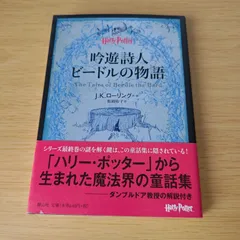 Harry Potter
吟遊詩人
ビードルの物語
The Tales of Beedle the Bard
J.K.ローリング
シリーズ最終巻の謎を解く鍵は、この童話集に隠されている!
「ハリー・ポッター」から
生まれた魔法界の童話集
ダンブルドア教授の解説付き
Harry Potter